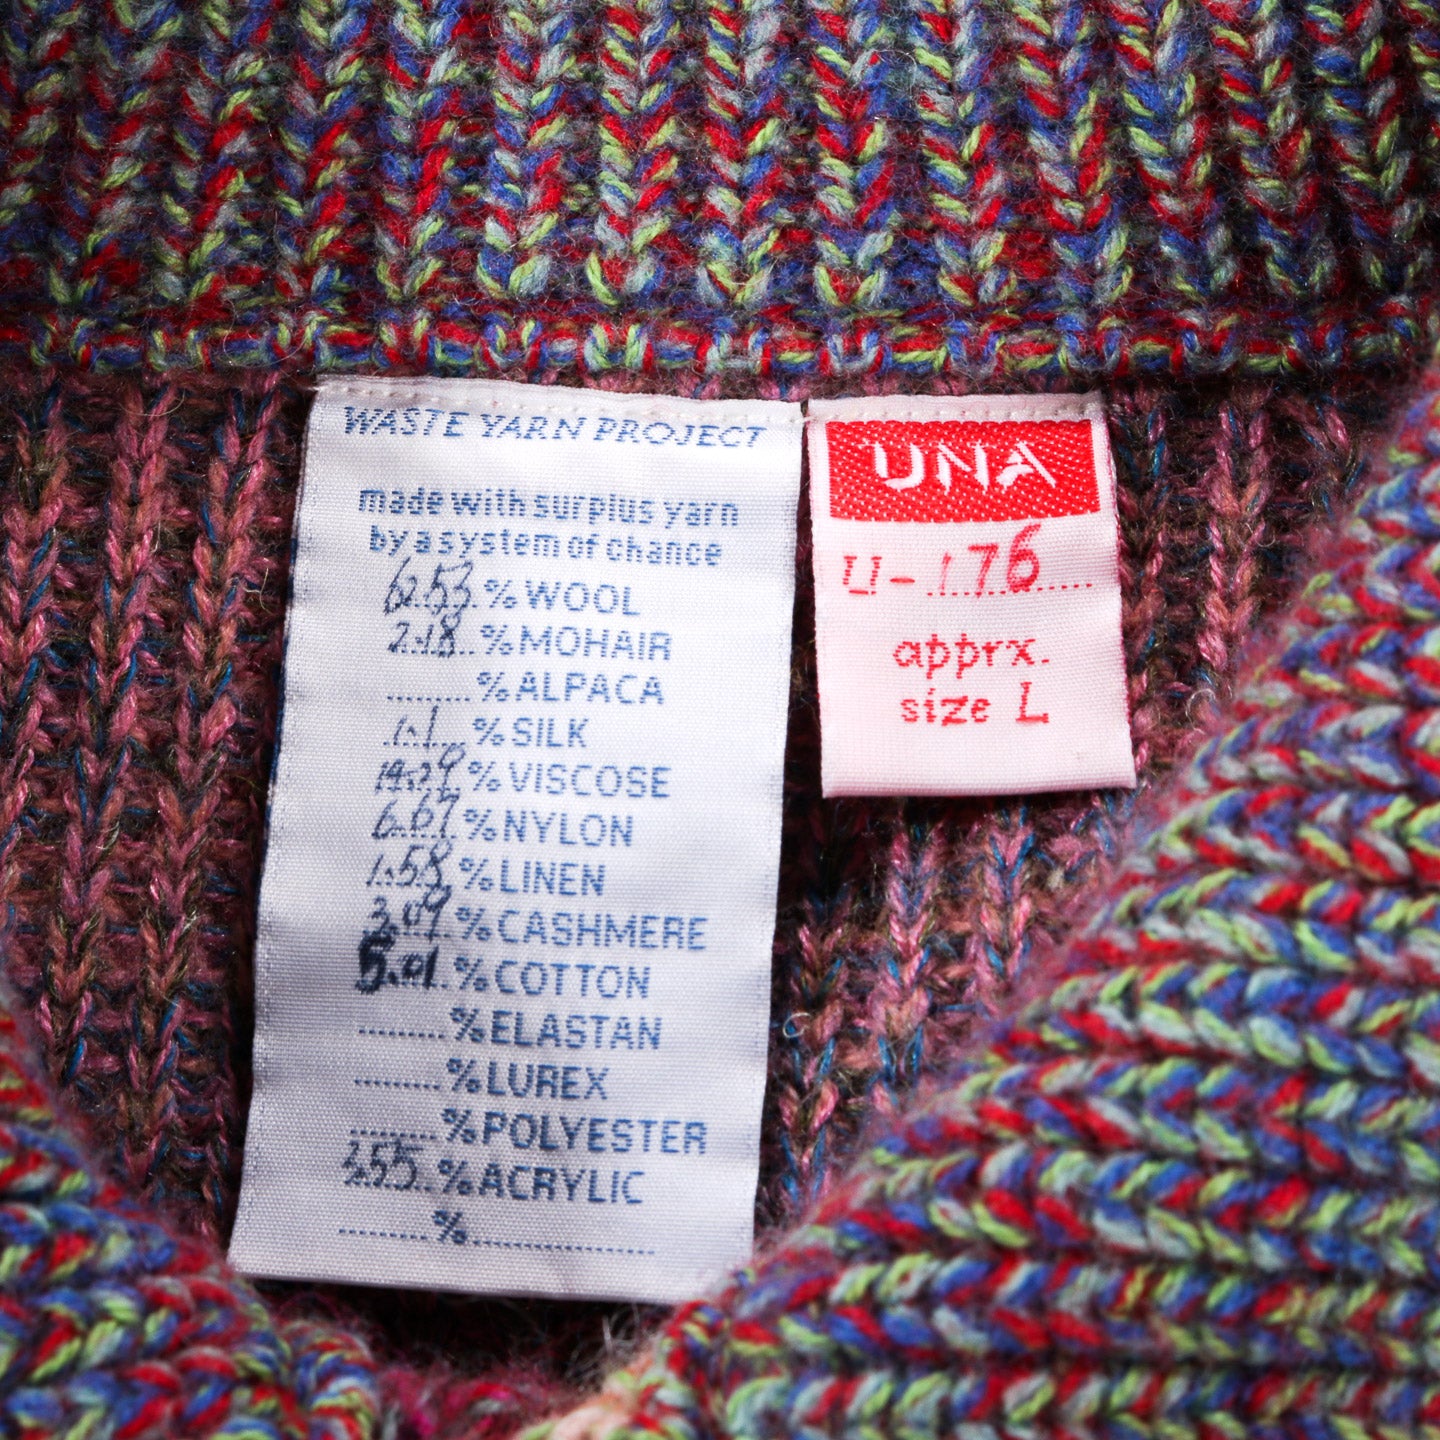 WASTE YARN PROJECT
made with surplus yarn
by a system of chance
62.53 % WOOL
2.18 % MOHAIR
........ % ALPACA
1.1 % SILK
14.29 % VISCOSE
6.67 % NYLON
1.58 % LINEN
3.09 % CASHMERE
5.01 % COTTON
........ % ELASTAN
........ % LUREX
........ % POLYESTER
3.55 % ACRYLIC
........ % ....................
UNA
U-176
apprx.
size L